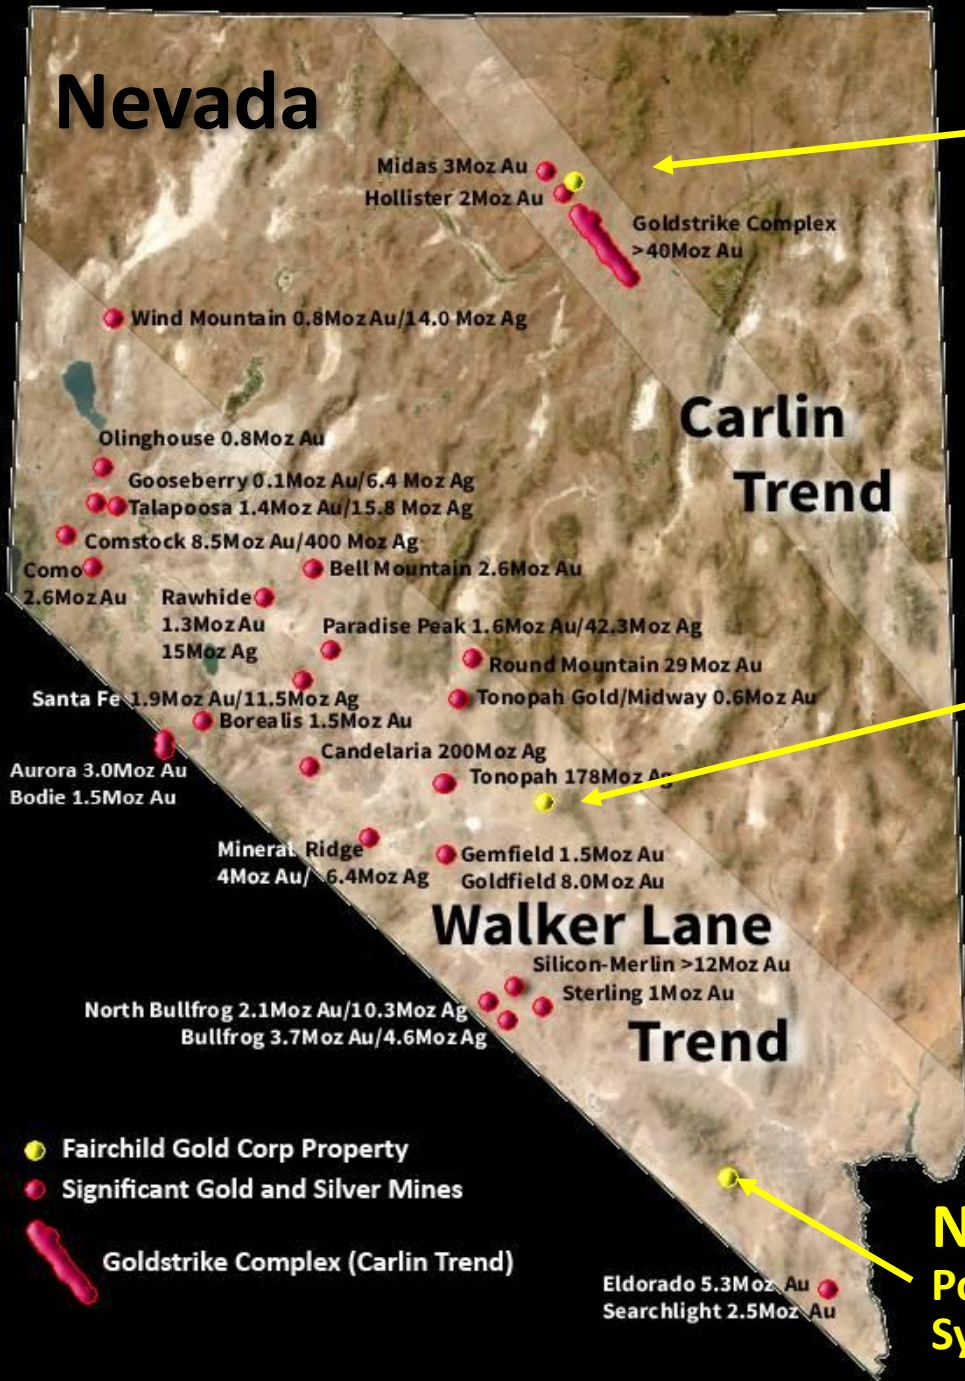 Nevada
Midas 3Moz Au
Hollister 2Moz Au
Goldstrike Complex
>40Moz Au
Wind Mountain 0.8Moz Au/14.0 Moz Ag
Carlin
Trend
Olinghouse 0.8Moz Au
Gooseberry 0.1Moz Au/6.4 Moz Ag
Talapoosa 1.4Moz Au/15.8 Moz Ag
Comstock 8.5Moz Au/400 Moz Ag
Como
2.6Moz Au
Bell Mountain 2.6Moz Au
Rawhide
1.3Moz Au
15Moz Ag
Paradise Peak 1.6Moz Au/42.3Moz Ag
Round Mountain 29Moz Au
Santa Fe 1.9Moz Au/11.5Moz Ag
Tonopah Gold/Midway 0.6Moz Au
Borealis 1.5Moz Au
Candelaria 200Moz Ag
Aurora 3.0Moz Au
Bodie 1.5Moz Au
Tonopah 178Moz Ag
Mineral Ridge
4Moz Au/ 6.4Moz Ag
Gemfield 1.5Moz Au
Goldfield 8.0Moz Au
Walker Lane
Trend
Silicon-Merlin >12Moz Au
Sterling 1Moz Au
North Bullfrog 2.1Moz Au/10.3Moz Ag
Bullfrog 3.7Moz Au/4.6Moz Ag
Fairchild Gold Corp Property
Significant Gold and Silver Mines
Goldstrike Complex (Carlin Trend)
Eldorado 5.3Moz Au
Searchlight 2.5Moz Au